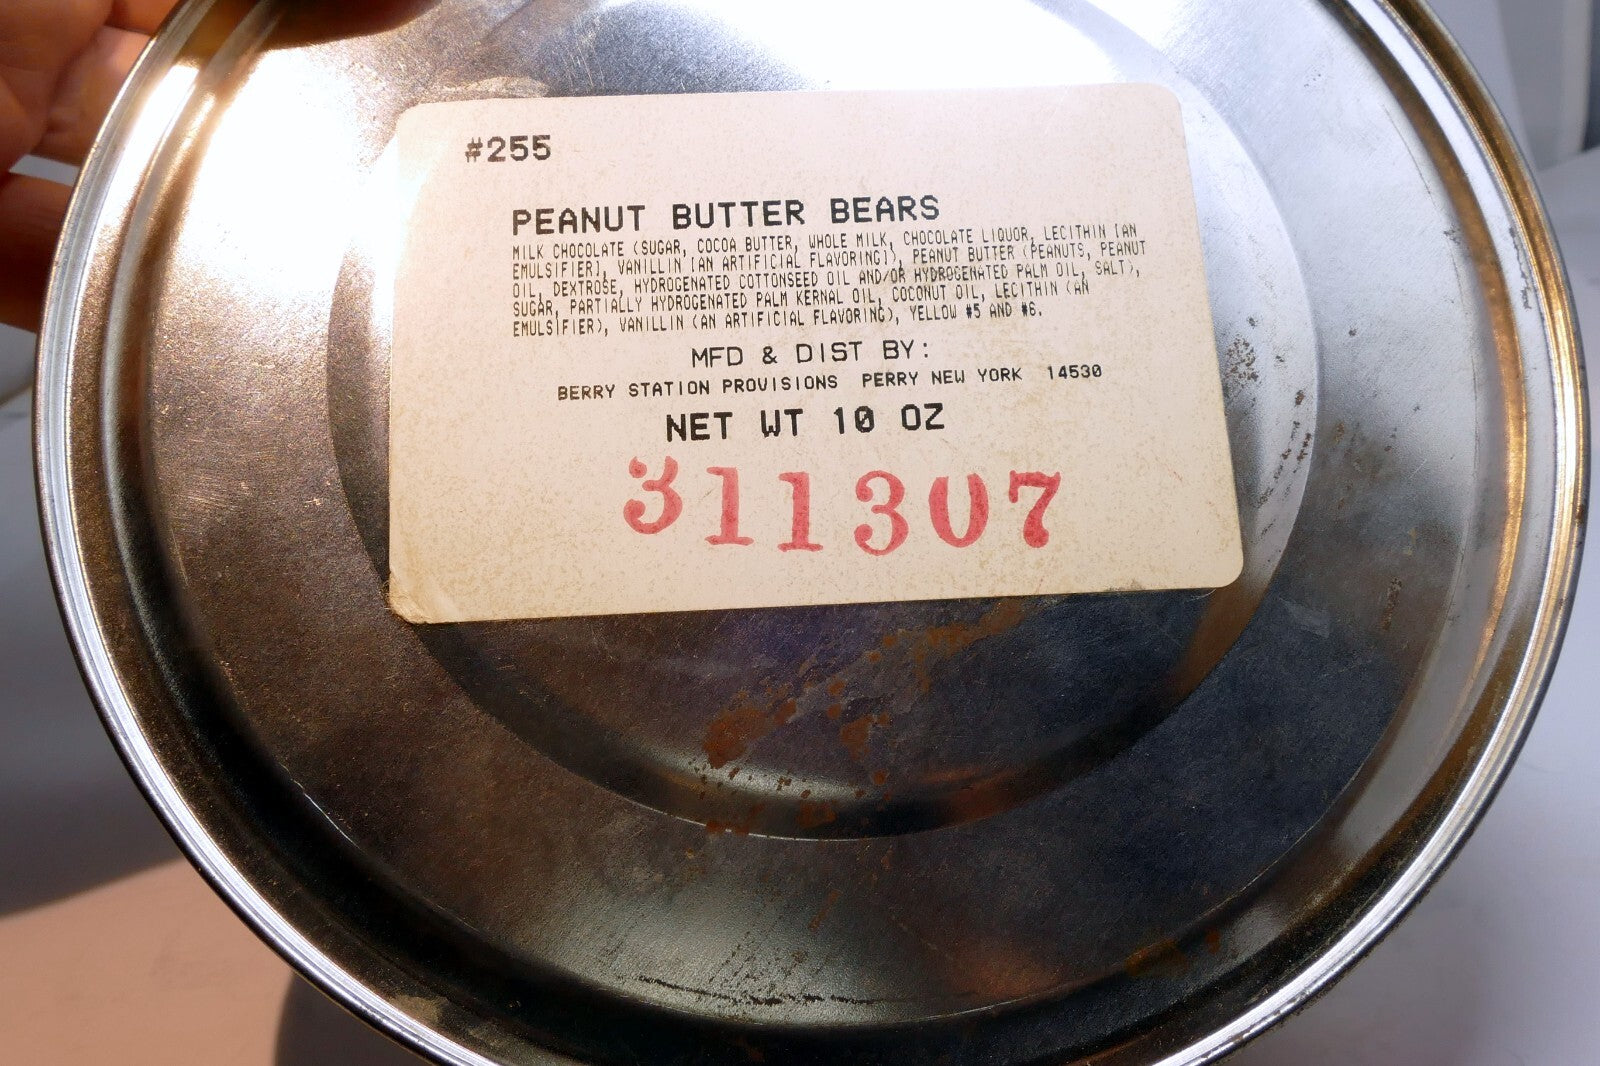 #255
PEANUT BUTTER BEARS
MILK CHOCOLATE (SUGAR, COCOA BUTTER, WHOLE MILK, CHOCOLATE LIQUOR, LECITHIN [AN
EMULSIFIER], VANILLIN [AN ARTIFICIAL FLAVORING]), PEANUT BUTTER (PEANUTS, PEANUT
OIL, DEXTROSE, HYDROGENATED COTTONSEED OIL AND/OR HYDROGENATED PALM OIL, SALT),
SUGAR, PARTIALLY HYDROGENATED PALM KERNAL OIL, COCONUT OIL, LECITHIN (AN
EMULSIFIER), VANILLIN (AN ARTIFICIAL FLAVORING), YELLOW #5 AND #6.
MFD & DIST BY:
BERRY STATION PROVISIONS PERRY NEW YORK 14530
NET WT 10 OZ
311307